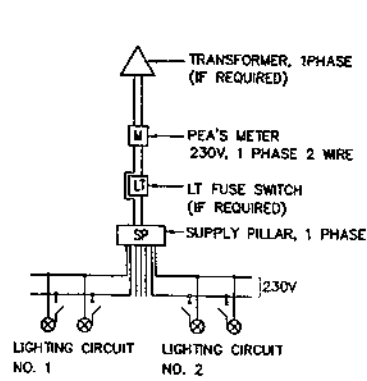 TRANSFORMER, 1PHASE
(IF REQUIRED)
M
PEA'S METER
230V, 1 PHASE 2 WIRE
LT
LT FUSE SWITCH
(IF REQUIRED)
SP
SUPPLY PILLAR, 1 PHASE
230V
LIGHTING CIRCUIT
NO. 1
LIGHTING CIRCUIT
NO. 2